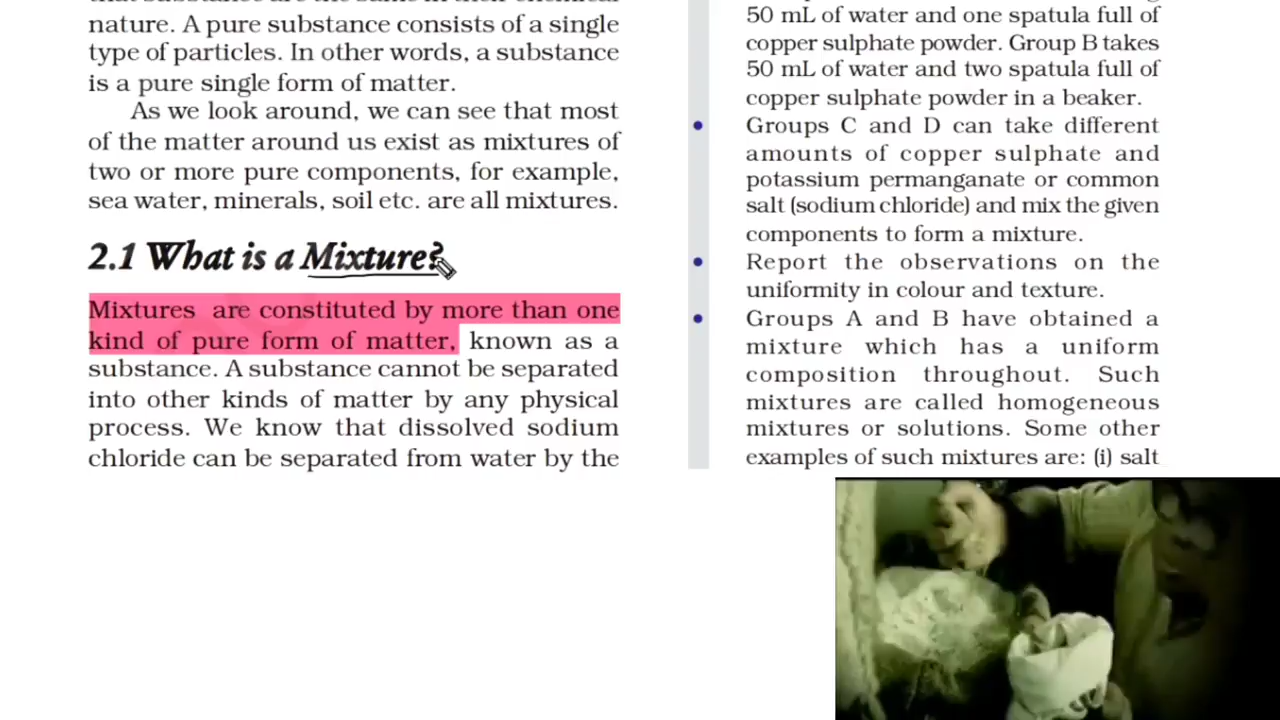 nature. A pure substance consists of a single
type of particles. In other words, a substance
is a pure single form of matter.
As we look around, we can see that most
of the matter around us exist as mixtures of
two or more pure components, for example,
sea water, minerals, soil etc. are all mixtures.
2.1 What is a Mixture?
Mixtures are constituted by more than one
kind of pure form of matter, known as a
substance. A substance cannot be separated
into other kinds of matter by any physical
process. We know that dissolved sodium
chloride can be separated from water by the
50 mL of water and one spatula full of
copper sulphate powder. Group B takes
50 mL of water and two spatula full of
copper sulphate powder in a beaker.
• Groups C and D can take different
amounts of copper sulphate and
potassium permanganate or common
salt (sodium chloride) and mix the given
components to form a mixture.
• Report the observations on the
uniformity in colour and texture.
• Groups A and B have obtained a
mixture which has a uniform
composition throughout. Such
mixtures are called homogeneous
mixtures or solutions. Some other
examples of such mixtures are: (i) salt